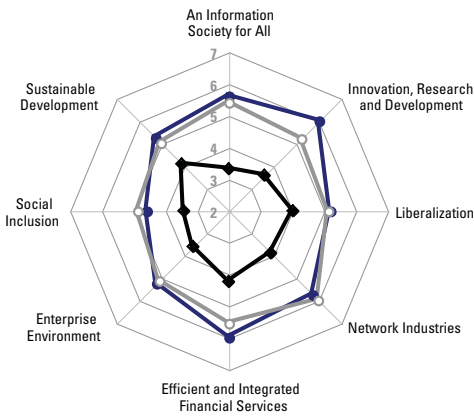 An Information
Society for All
7
6
5
4
3
2
Innovation, Research
and Development
Liberalization
Network Industries
Efficient and Integrated
Financial Services
Enterprise
Environment
Social
Inclusion
Sustainable
Development